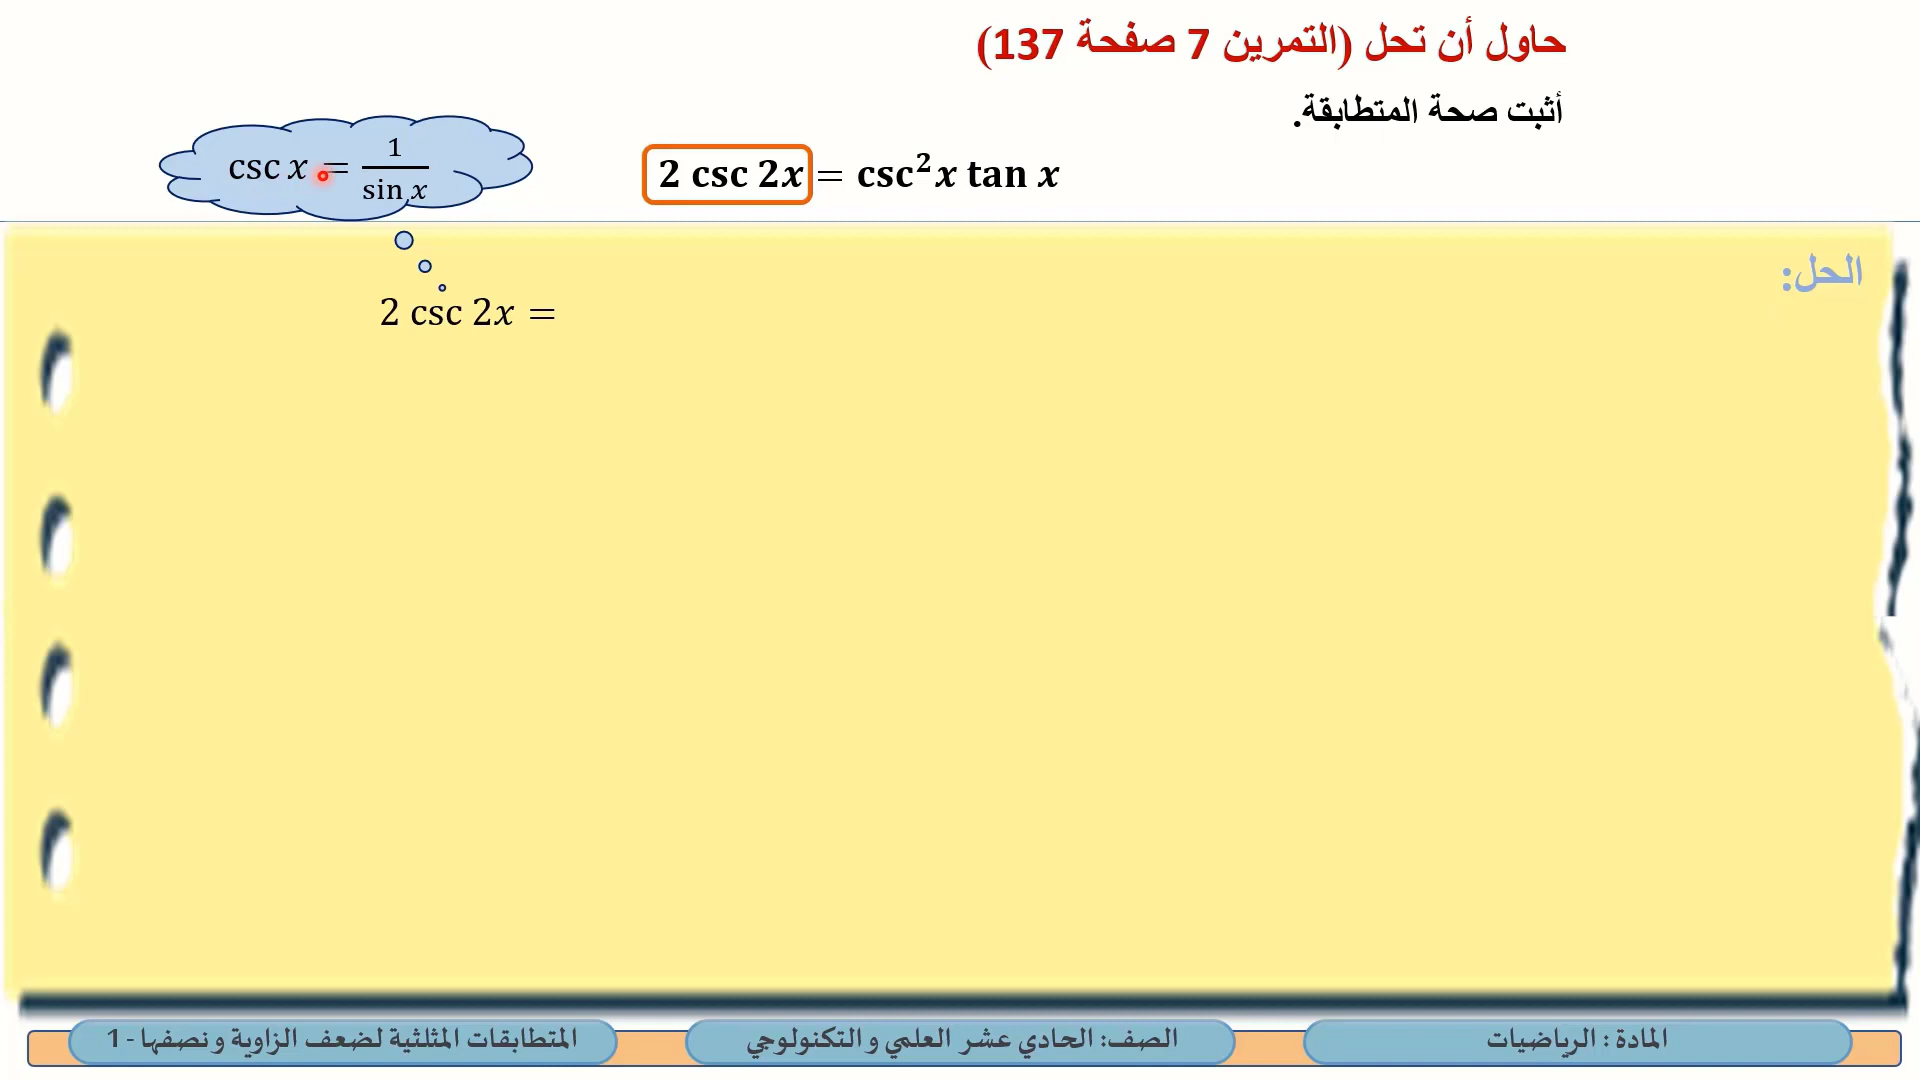 حاول أن تحل (التمرين 7 صفحة 137)
أثبت صحة المتطابقة.
2 csc 2x = csc²x tan x
csc x = 1/sin x
الحل:
2 csc 2x =
المادة : الرياضيات
الصف: الحادي عشر العلمي و التكنولوجي
المتطابقات المثلثية لضعف الزاوية و نصفها - 1